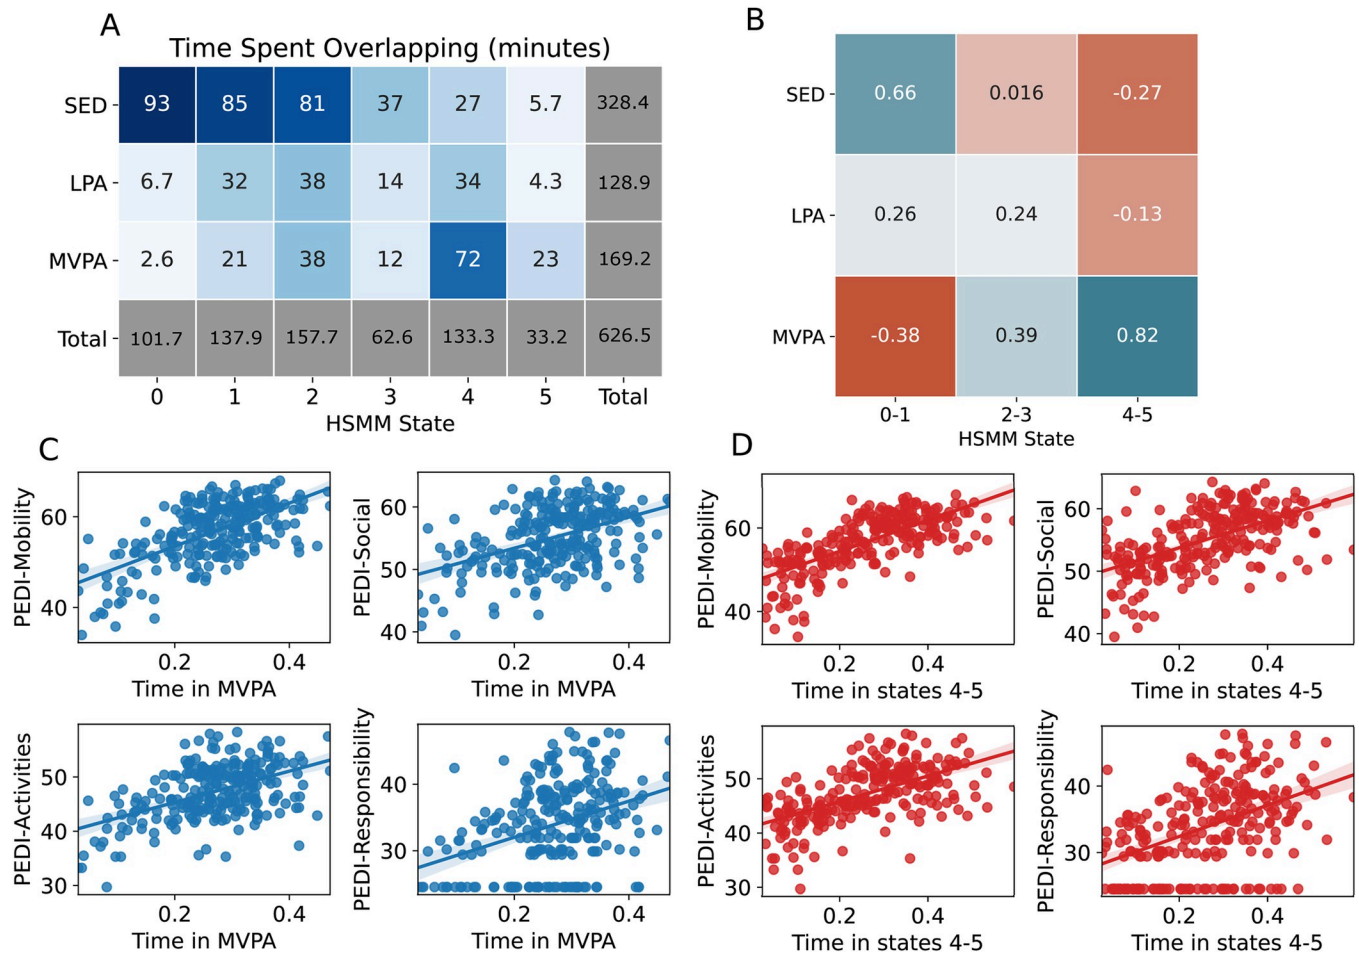 A
Time Spent Overlapping (minutes)
SED 93 85 81 37 27 5.7 328.4
LPA 6.7 32 38 14 34 4.3 128.9
MVPA 2.6 21 38 12 72 23 169.2
Total 101.7 137.9 157.7 62.6 133.3 33.2 626.5
0 1 2 3 4 5 Total
HSMM State
B
SED 0.66 0.016 -0.27
LPA 0.26 0.24 -0.13
MVPA -0.38 0.39 0.82
0-1 2-3 4-5
HSMM State
C
PEDI-Mobility
60
40
0.2 0.4
Time in MVPA
PEDI-Social
60
50
40
0.2 0.4
Time in MVPA
PEDI-Activities
50
40
30
0.2 0.4
Time in MVPA
PEDI-Responsibility
40
30
0.2 0.4
Time in MVPA
D
PEDI-Mobility
60
40
0.2 0.4
Time in states 4-5
PEDI-Social
60
50
40
0.2 0.4
Time in states 4-5
PEDI-Activities
50
40
30
0.2 0.4
Time in states 4-5
PEDI-Responsibility
40
30
0.2 0.4
Time in states 4-5